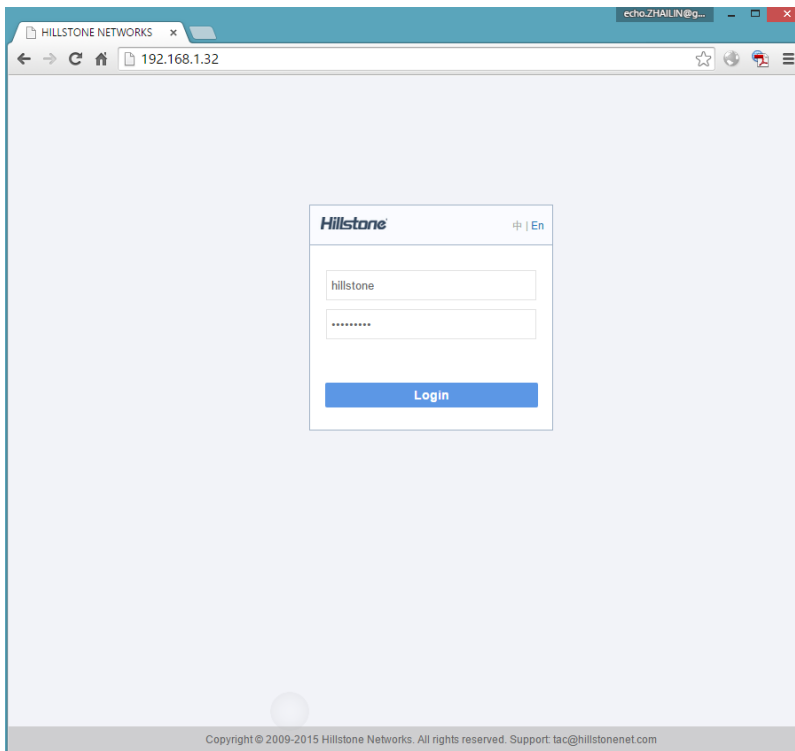 echo.ZHAILIN@g...
HILLSTONE NETWORKS
192.168.1.32
Hillstone
中 | En
hillstone
•••••••••
Login
Copyright © 2009-2015 Hillstone Networks. All rights reserved. Support: tac@hillstonenet.com